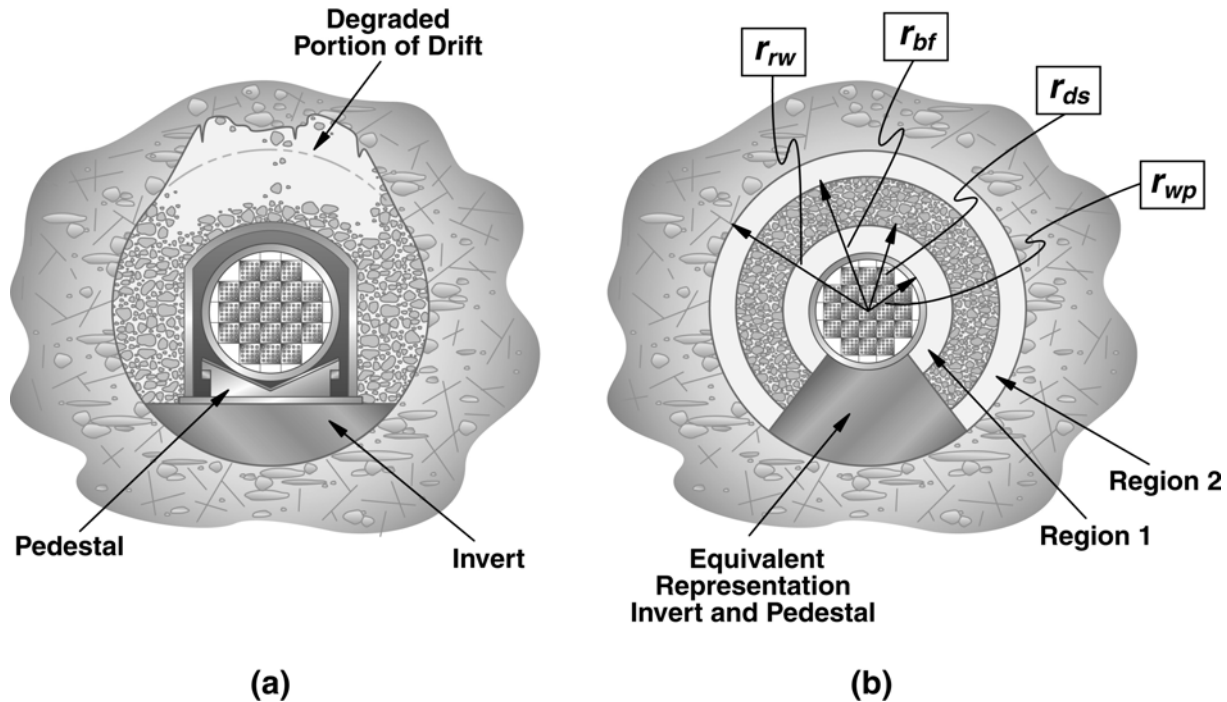 Degraded
Portion of Drift
Pedestal
Invert
(a)
r_rw
r_bf
r_ds
r_wp
Region 2
Region 1
Equivalent
Representation
Invert and Pedestal
(b)